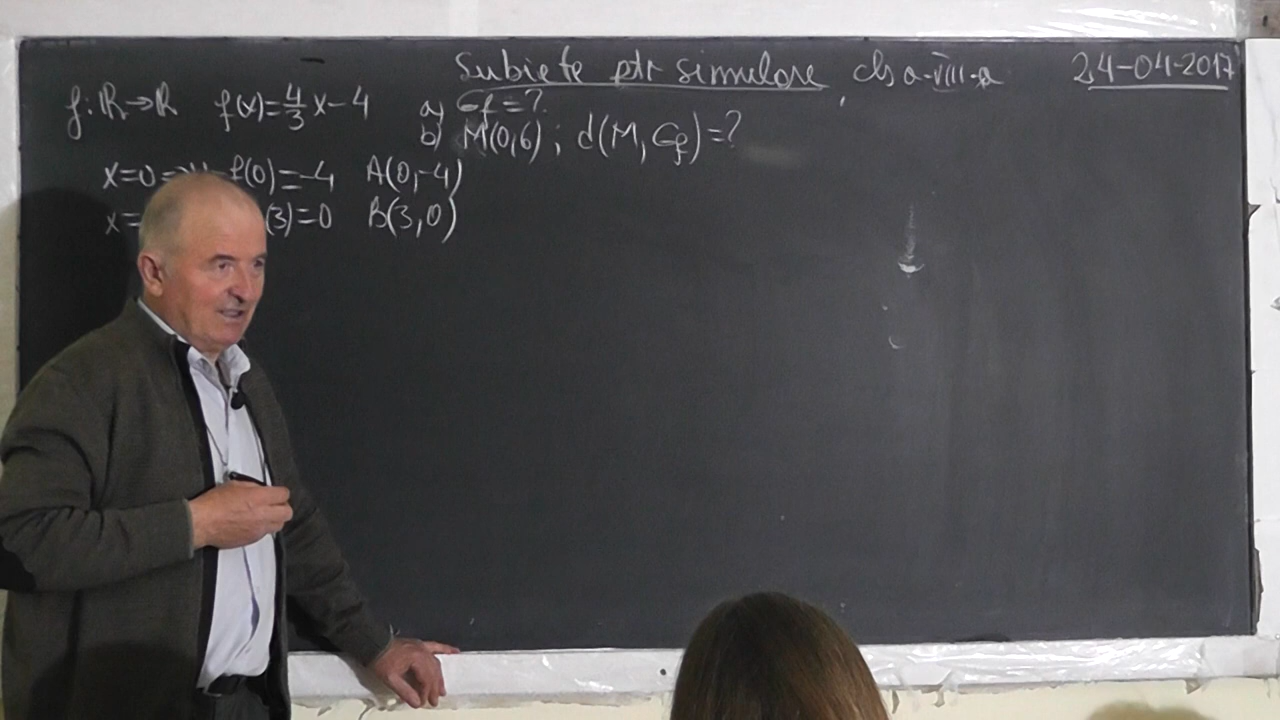 Subiete ptr simulare, cls a-VIII-a 24-04-2017
f:ℝ→ℝ f(x)=4/3 x-4 a) Gf=?
b) M(0,6); d(M,Gf)=?
x=0 f(0)=-4 A(0,-4)
x= (3)=0 B(3,0)